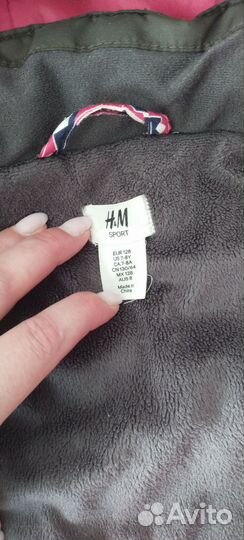 H&M
SPORT
EUR 128
US 7-8Y
CA 7-8A
CN 130/64
MX 128
AUS 8
Made in
China
Avito